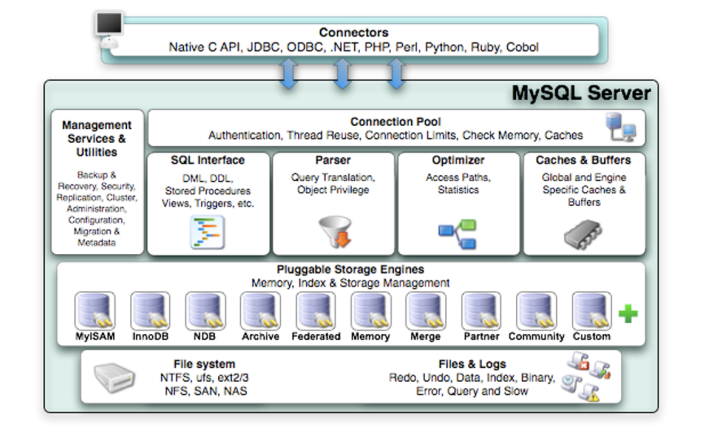 Connectors
Native C API, JDBC, ODBC, .NET, PHP, Perl, Python, Ruby, Cobol
MySQL Server
Management
Services &
Utilities
Backup &
Recovery, Security,
Replication, Cluster,
Administration,
Configuration,
Migration &
Metadata
Connection Pool
Authentication, Thread Reuse, Connection Limits, Check Memory, Caches
SQL Interface
DML, DDL,
Stored Procedures
Views, Triggers, etc.
Parser
Query Translation,
Object Privilege
Optimizer
Access Paths,
Statistics
Caches & Buffers
Global and Engine
Specific Caches &
Buffers
Pluggable Storage Engines
Memory, Index & Storage Management
MyISAM
InnoDB
NDB
Archive
Federated
Memory
Merge
Partner
Community
Custom
File system
NTFS, ufs, ext2/3
NFS, SAN, NAS
Files & Logs
Redo, Undo, Data, Index, Binary,
Error, Query and Slow